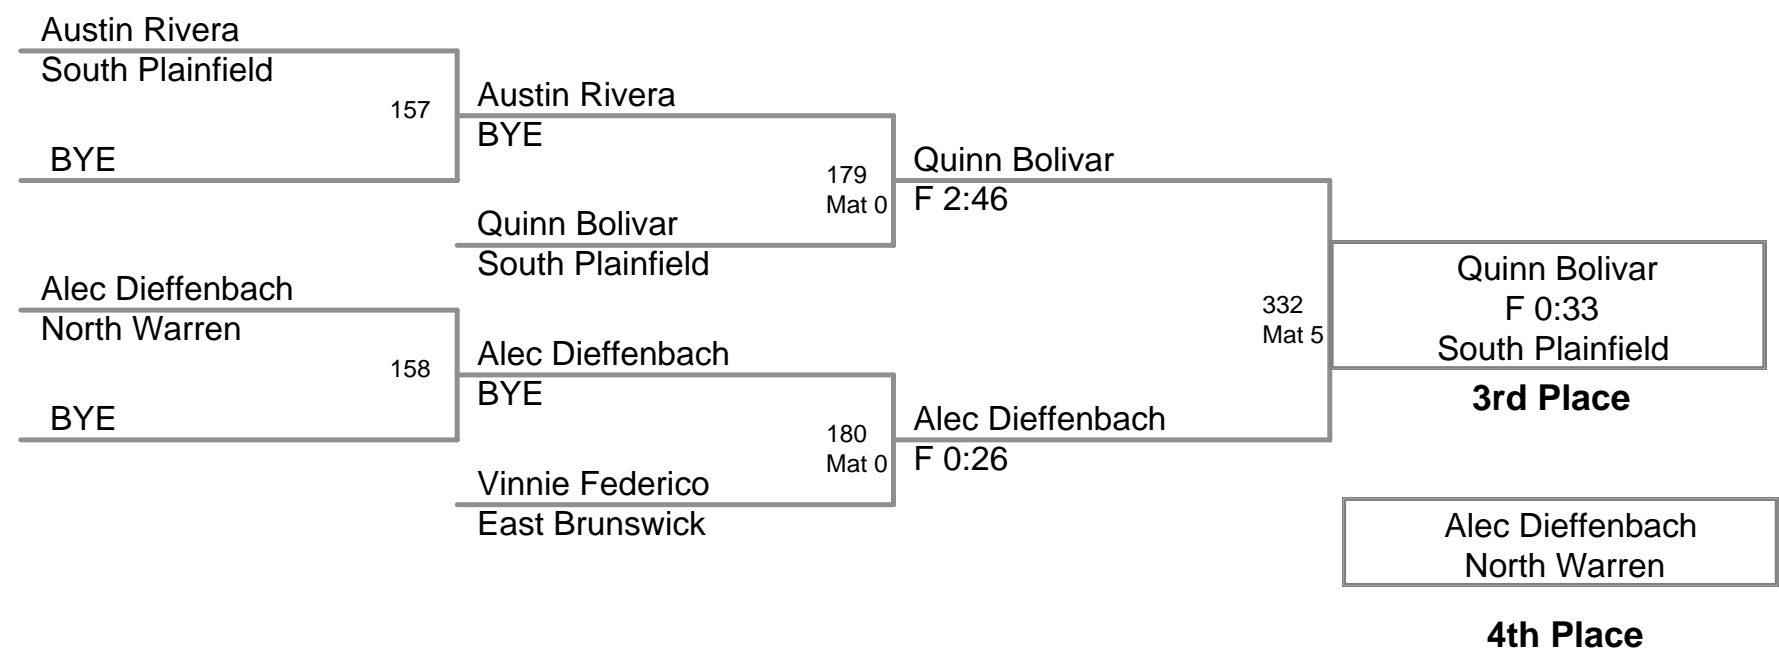 Austin Rivera
South Plainfield
157
BYE
Austin Rivera
BYE
179
Mat 0
Quinn Bolivar
South Plainfield
Quinn Bolivar
F 2:46
Alec Dieffenbach
North Warren
158
BYE
Alec Dieffenbach
BYE
180
Mat 0
Vinnie Federico
East Brunswick
Alec Dieffenbach
F 0:26
332
Mat 5
Quinn Bolivar
F 0:33
South Plainfield
3rd Place
Alec Dieffenbach
North Warren
4th Place